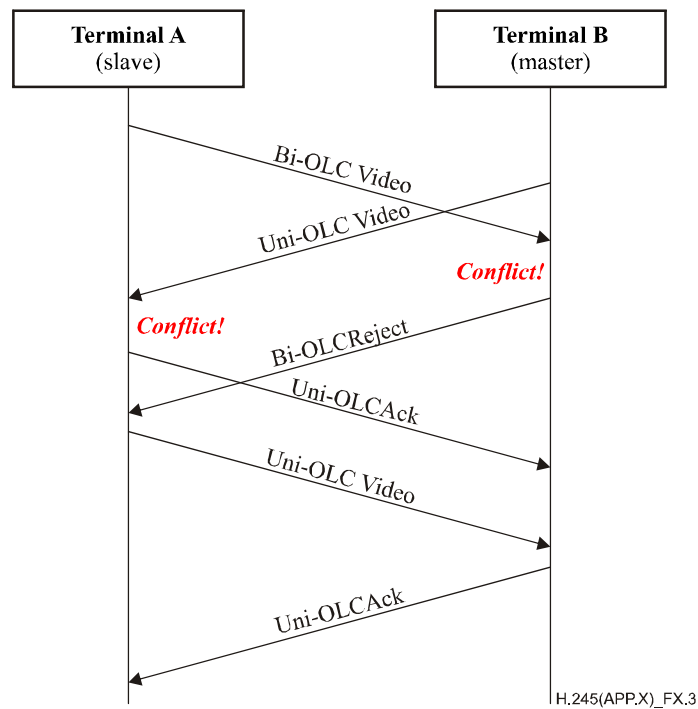 Terminal A
(slave)
Terminal B
(master)
Bi-OLC Video
Uni-OLC Video
Conflict!
Conflict!
Bi-OLCReject
Uni-OLCAck
Uni-OLC Video
Uni-OLCAck
H.245(APP.X)_FX.3